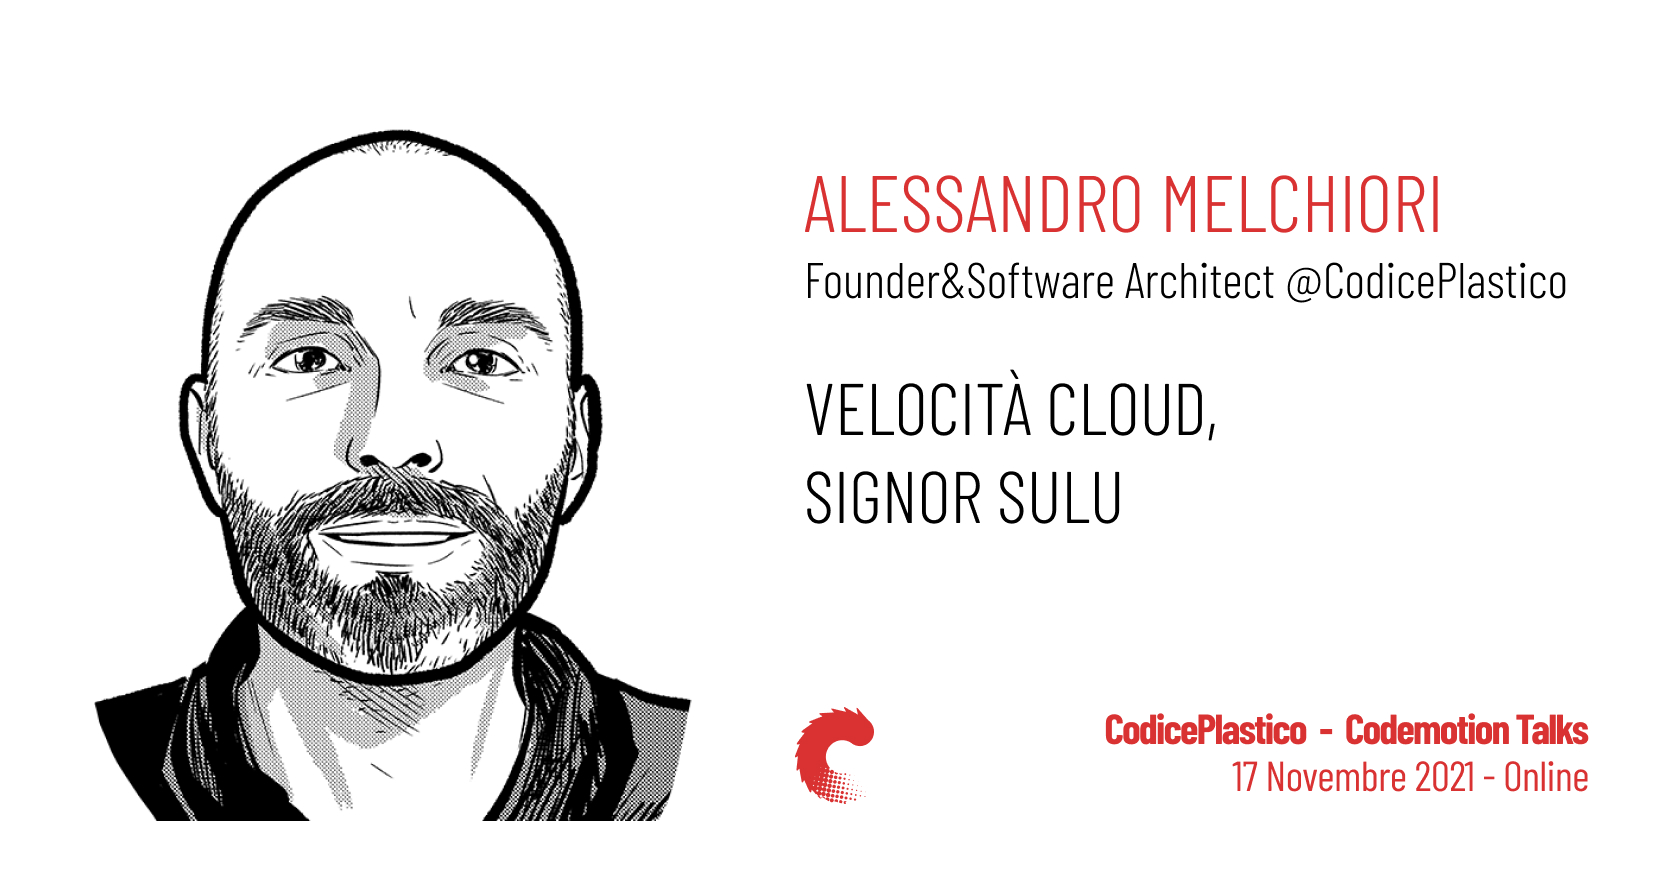 ALESSANDRO MELCHIORI
Founder&Software Architect @CodicePlastico
VELOCITÀ CLOUD,
SIGNOR SULU
CodicePlastico - Codemotion Talks
17 Novembre 2021 - Online